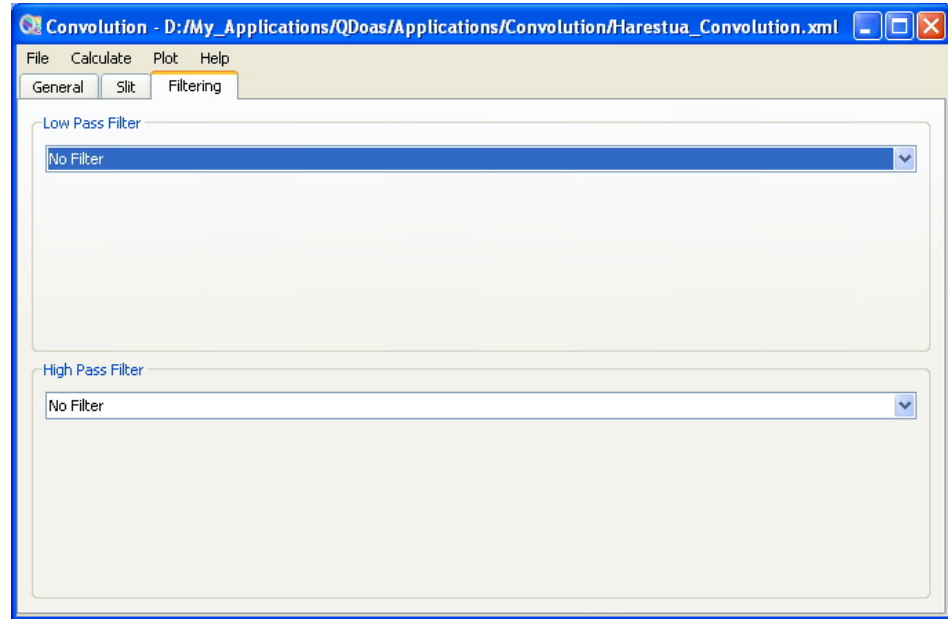 Convolution - D:/My_Applications/QDoas/Applications/Convolution/Harestua_Convolution.xml
File Calculate Plot Help
General Slit Filtering
Low Pass Filter
No Filter
High Pass Filter
No Filter